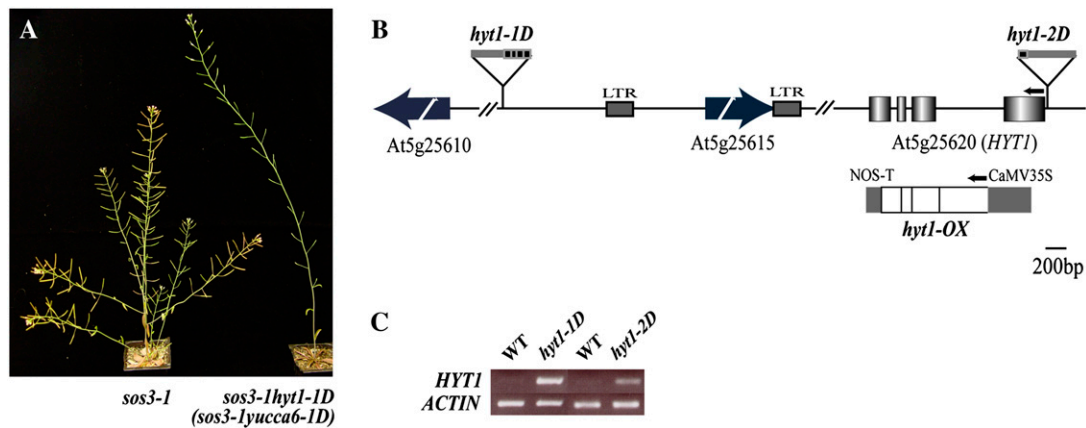 A
sos3-1
sos3-1hyt1-1D
(sos3-1yucca6-1D)
B
hyt1-1D
hyt1-2D
LTR
LTR
At5g25610
At5g25615
At5g25620 (HYT1)
NOS-T
CaMV35S
hyt1-OX
200bp
C
WT
hyt1-1D
WT
hyt1-2D
HYT1
ACTIN